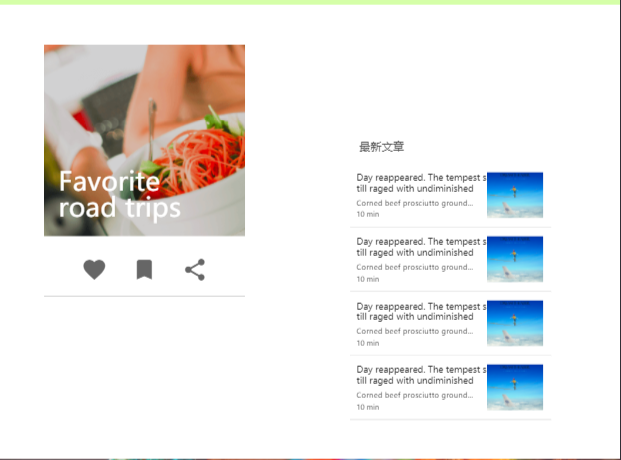 Favorite
road trips
最新文章
Day reappeared. The tempest s
till raged with undiminished
Corned beef prosciutto ground...
10 min
Day reappeared. The tempest s
till raged with undiminished
Corned beef prosciutto ground...
10 min
Day reappeared. The tempest s
till raged with undiminished
Corned beef prosciutto ground...
10 min
Day reappeared. The tempest s
till raged with undiminished
Corned beef prosciutto ground...
10 min